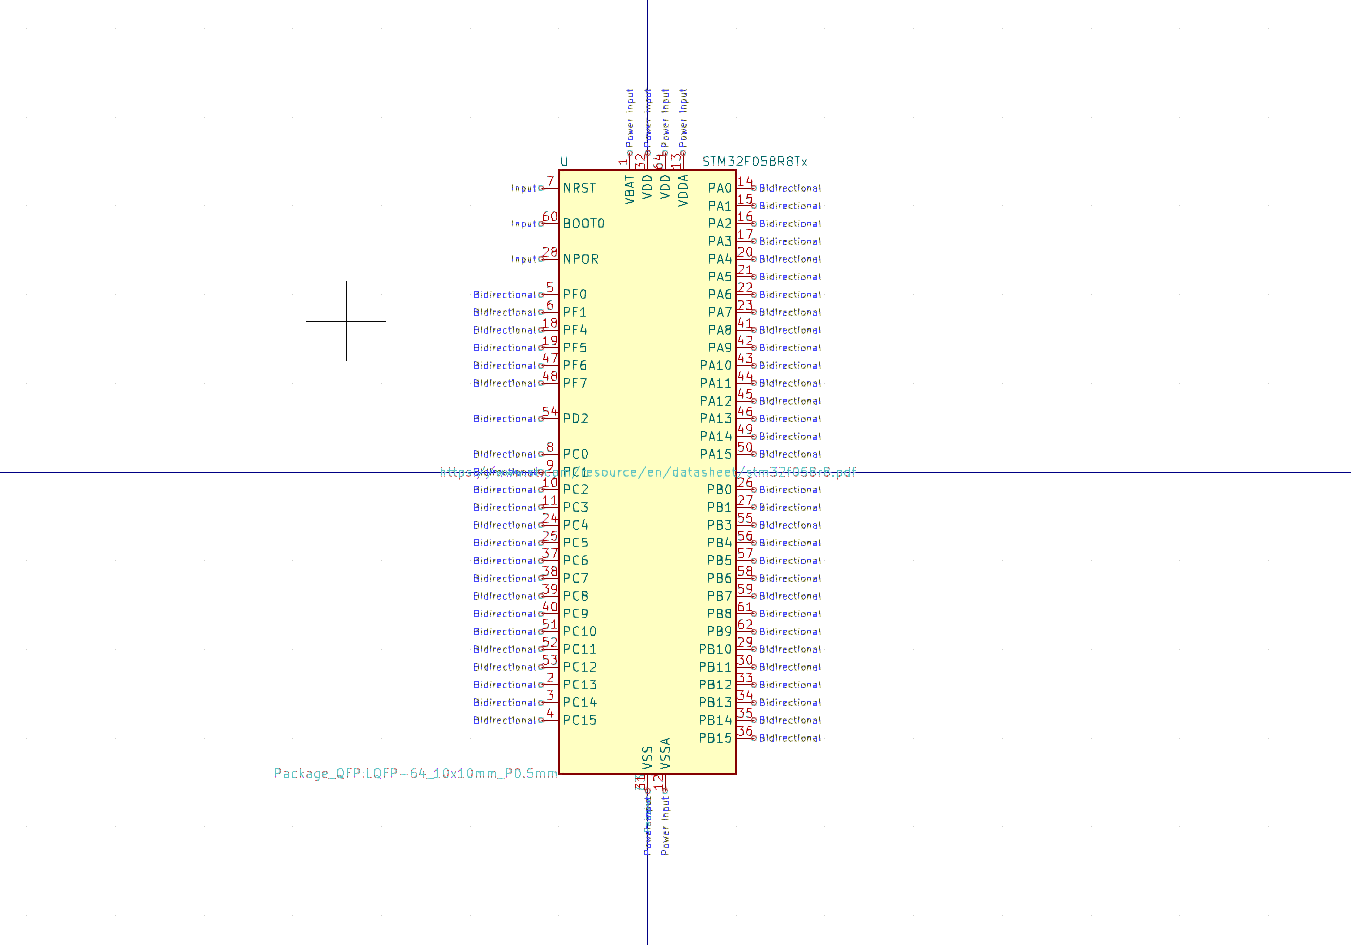 Power Input Power Input Power Input Power Input
1 32 64 13
U STM32F058R8Tx
VBAT VDD VDD VDDA
Input 7 NRST PA0 14 Bidirectional
PA1 15 Bidirectional
Input 60 BOOT0 PA2 16 Bidirectional
PA3 17 Bidirectional
Input 28 NPOR PA4 20 Bidirectional
PA5 21 Bidirectional
Bidirectional 5 PF0 PA6 22 Bidirectional
Bidirectional 6 PF1 PA7 23 Bidirectional
Bidirectional 18 PF4 PA8 41 Bidirectional
Bidirectional 19 PF5 PA9 42 Bidirectional
Bidirectional 47 PF6 PA10 43 Bidirectional
Bidirectional 48 PF7 PA11 44 Bidirectional
PA12 45 Bidirectional
Bidirectional 54 PD2 PA13 46 Bidirectional
PA14 49 Bidirectional
Bidirectional 8 PC0 PA15 50 Bidirectional
9 PC1 /resource/en/datasheet/stm32f058r8.pdf
Bidirectional 10 PC2 PB0 26 Bidirectional
Bidirectional 11 PC3 PB1 27 Bidirectional
Bidirectional 24 PC4 PB3 55 Bidirectional
Bidirectional 25 PC5 PB4 56 Bidirectional
Bidirectional 37 PC6 PB5 57 Bidirectional
Bidirectional 38 PC7 PB6 58 Bidirectional
Bidirectional 39 PC8 PB7 59 Bidirectional
Bidirectional 40 PC9 PB8 61 Bidirectional
Bidirectional 51 PC10 PB9 62 Bidirectional
Bidirectional 52 PC11 PB10 29 Bidirectional
Bidirectional 53 PC12 PB11 30 Bidirectional
Bidirectional 2 PC13 PB12 33 Bidirectional
Bidirectional 3 PC14 PB13 34 Bidirectional
Bidirectional 4 PC15 PB14 35 Bidirectional
PB15 36 Bidirectional
VSS VSSA
Package_QFP:LQFP-64_10x10mm_P0.5mm
12
Power Input